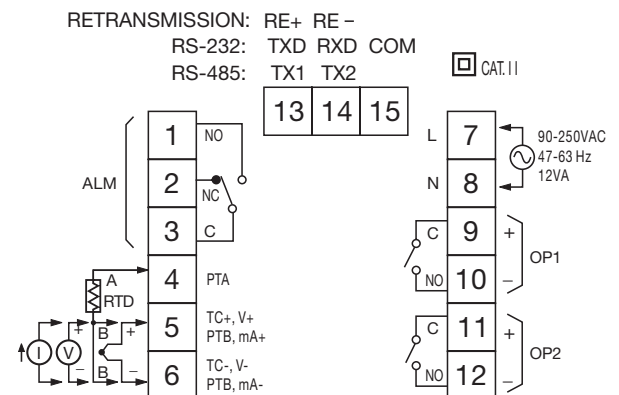 RETRANSMISSION: RE+ RE –
RS-232: TXD RXD COM
RS-485: TX1 TX2
CAT. II
13 14 15
1 NO
ALM
2 NC
3 C
4 PTA
A
RTD
5 TC+, V+
PTB, mA+
B
+ +
I V
– –
B
6 TC-, V-
PTB, mA-
L 7
90-250VAC
47-63 Hz
12VA
N 8
C 9 +
OP1
NO 10 –
C 11 +
OP2
NO 12 –